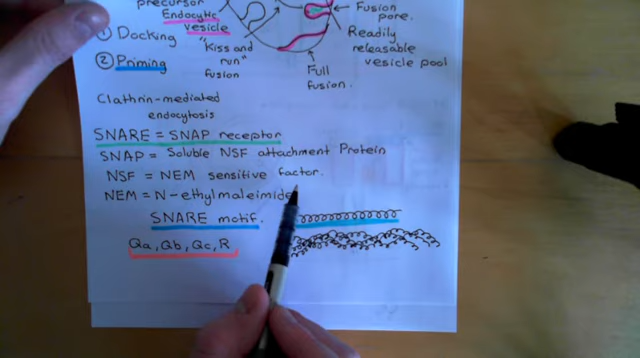 precursor
Endocytic
vesicle
① Docking
② Priming
"Kiss and
run"
fusion
Full
fusion.
Fusion
pore.
Readily
releasable
vesicle pool
Clathrin-mediated
endocytosis
SNARE = SNAP receptor
SNAP = Soluble NSF attachment Protein
NSF = NEM sensitive factor.
NEM = N-ethylmaleimide
SNARE motif.
Qa, Qb, Qc, R